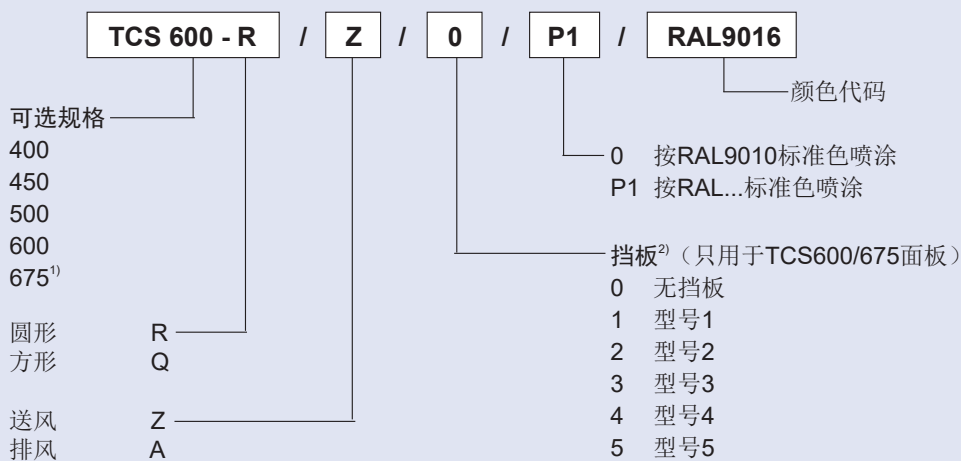 TCS 600 - R / Z / 0 / P1 / RAL9016
颜色代码
可选规格
400
450
500
600
675¹⁾
圆形 R
方形 Q
送风 Z
排风 A
0 按RAL9010标准色喷涂
P1 按RAL...标准色喷涂
挡板²⁾（只用于TCS600/675面板）
0 无挡板
1 型号1
2 型号2
3 型号3
4 型号4
5 型号5